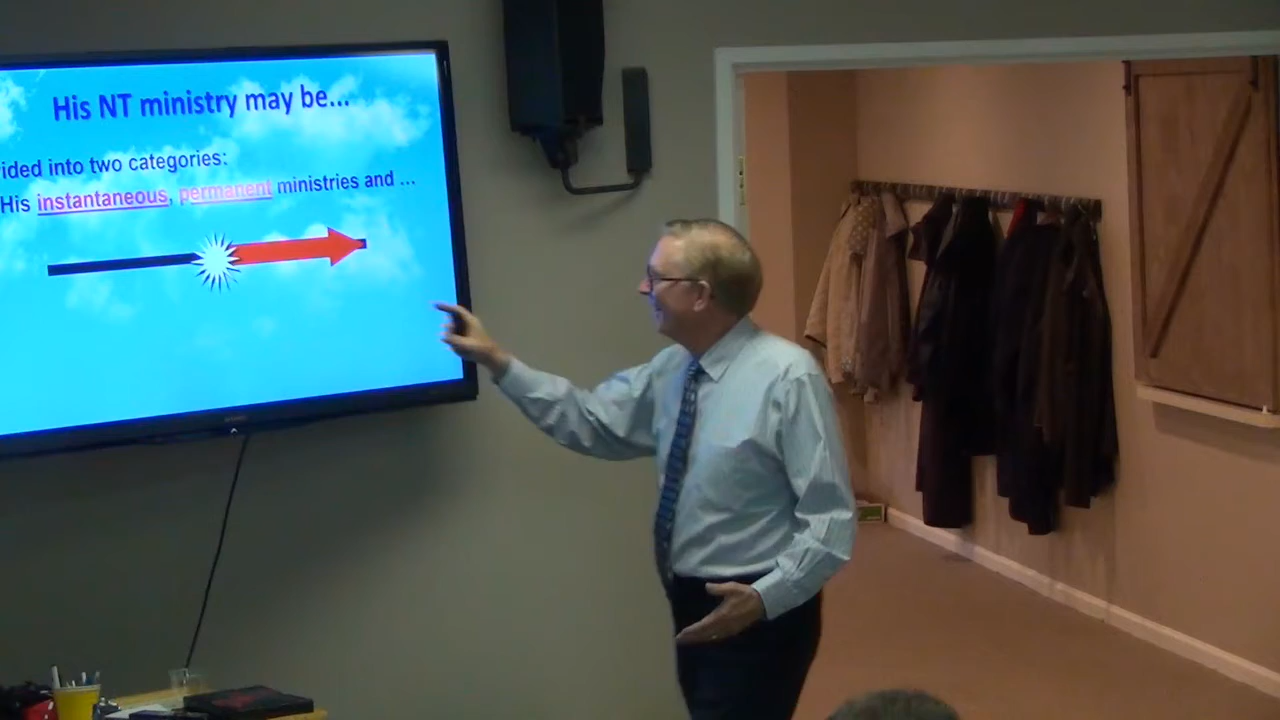 His NT ministry may be...
ided into two categories:
His instantaneous, permanent ministries and ...